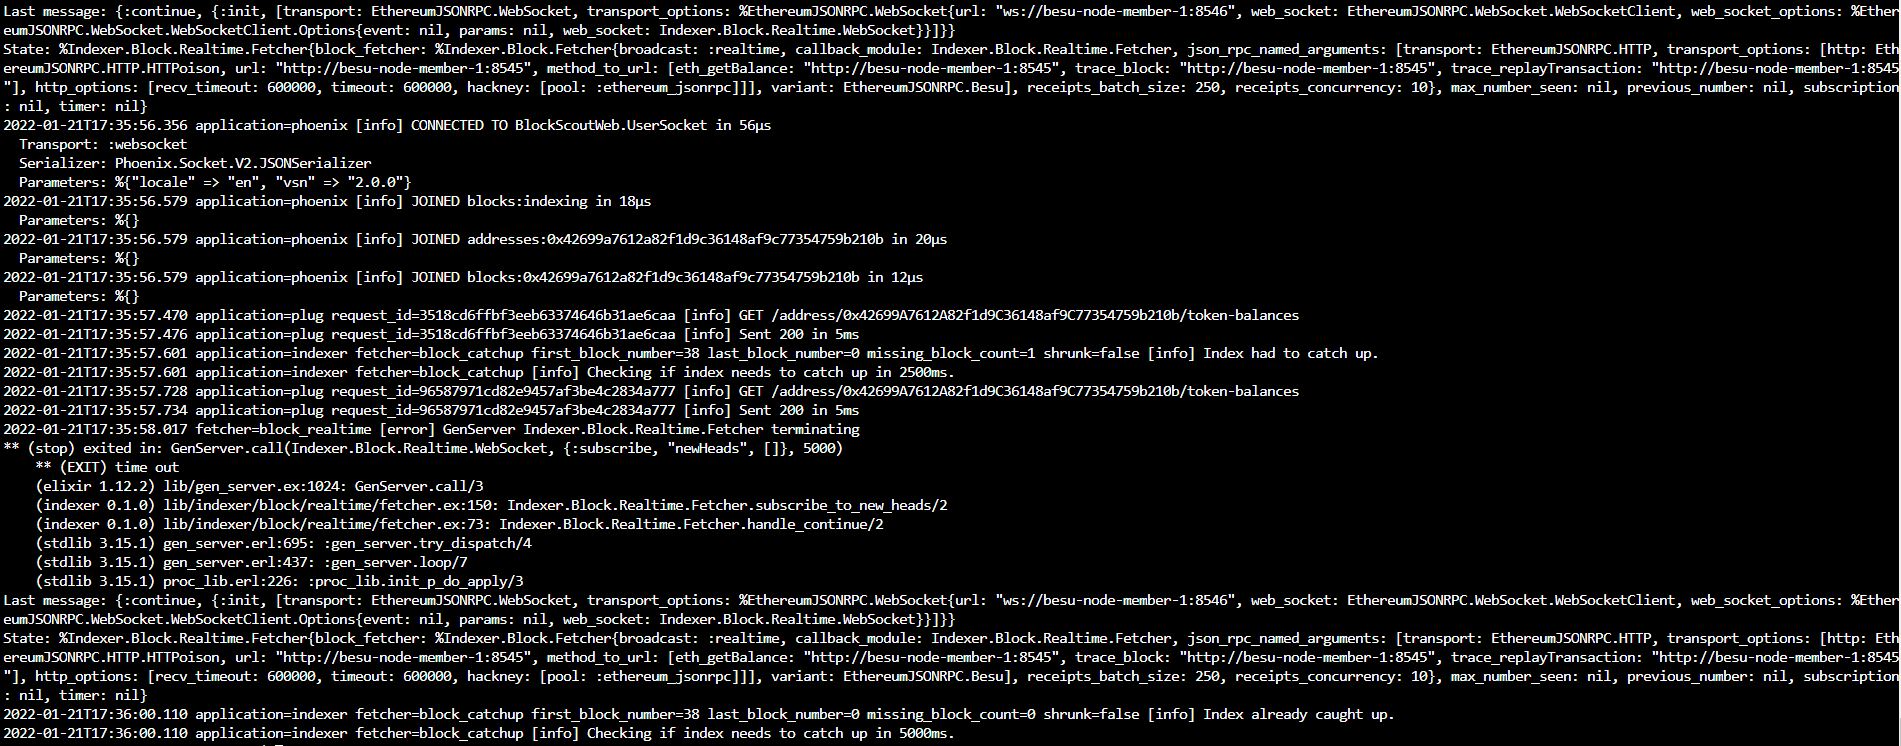 Last message: {:continue, {:init, [transport: EthereumJSONRPC.WebSocket, transport_options: %EthereumJSONRPC.WebSocket{url: "ws://besu-node-member-1:8546", web_socket: EthereumJSONRPC.WebSocket.WebSocketClient, web_socket_options: %Ether
eumJSONRPC.WebSocket.WebSocketClient.Options{event: nil, params: nil, web_socket: Indexer.Block.Realtime.WebSocket}}]}}
State: %Indexer.Block.Realtime.Fetcher{block_fetcher: %Indexer.Block.Fetcher{broadcast: :realtime, callback_module: Indexer.Block.Realtime.Fetcher, json_rpc_named_arguments: [transport: EthereumJSONRPC.HTTP, transport_options: [http: Eth
ereumJSONRPC.HTTP.HTTPoison, url: "http://besu-node-member-1:8545", method_to_url: [eth_getBalance: "http://besu-node-member-1:8545", trace_block: "http://besu-node-member-1:8545", trace_replayTransaction: "http://besu-node-member-1:8545
"], http_options: [recv_timeout: 600000, timeout: 600000, hackney: [pool: :ethereum_jsonrpc]]], variant: EthereumJSONRPC.Besu], receipts_batch_size: 250, receipts_concurrency: 10}, max_number_seen: nil, previous_number: nil, subscription
: nil, timer: nil}
2022-01-21T17:35:56.356 application=phoenix [info] CONNECTED TO BlockScoutWeb.UserSocket in 56µs
  Transport: :websocket
  Serializer: Phoenix.Socket.V2.JSONSerializer
  Parameters: %{"locale" => "en", "vsn" => "2.0.0"}
2022-01-21T17:35:56.579 application=phoenix [info] JOINED blocks:indexing in 18µs
  Parameters: %{}
2022-01-21T17:35:56.579 application=phoenix [info] JOINED addresses:0x42699a7612a82f1d9c36148af9c77354759b210b in 20µs
  Parameters: %{}
2022-01-21T17:35:56.579 application=phoenix [info] JOINED blocks:0x42699a7612a82f1d9c36148af9c77354759b210b in 12µs
  Parameters: %{}
2022-01-21T17:35:57.470 application=plug request_id=3518cd6ffbf3eeb63374646b31ae6caa [info] GET /address/0x42699A7612A82f1d9C36148af9C77354759b210b/token-balances
2022-01-21T17:35:57.476 application=plug request_id=3518cd6ffbf3eeb63374646b31ae6caa [info] Sent 200 in 5ms
2022-01-21T17:35:57.601 application=indexer fetcher=block_catchup first_block_number=38 last_block_number=0 missing_block_count=1 shrunk=false [info] Index had to catch up.
2022-01-21T17:35:57.601 application=indexer fetcher=block_catchup [info] Checking if index needs to catch up in 2500ms.
2022-01-21T17:35:57.728 application=plug request_id=96587971cd82e9457af3be4c2834a777 [info] GET /address/0x42699A7612A82f1d9C36148af9C77354759b210b/token-balances
2022-01-21T17:35:57.734 application=plug request_id=96587971cd82e9457af3be4c2834a777 [info] Sent 200 in 5ms
2022-01-21T17:35:58.017 fetcher=block_realtime [error] GenServer Indexer.Block.Realtime.Fetcher terminating
** (stop) exited in: GenServer.call(Indexer.Block.Realtime.WebSocket, {:subscribe, "newHeads", []}, 5000)
    ** (EXIT) time out
    (elixir 1.12.2) lib/gen_server.ex:1024: GenServer.call/3
    (indexer 0.1.0) lib/indexer/block/realtime/fetcher.ex:150: Indexer.Block.Realtime.Fetcher.subscribe_to_new_heads/2
    (indexer 0.1.0) lib/indexer/block/realtime/fetcher.ex:73: Indexer.Block.Realtime.Fetcher.handle_continue/2
    (stdlib 3.15.1) gen_server.erl:695: :gen_server.try_dispatch/4
    (stdlib 3.15.1) gen_server.erl:437: :gen_server.loop/7
    (stdlib 3.15.1) proc_lib.erl:226: :proc_lib.init_p_do_apply/3
Last message: {:continue, {:init, [transport: EthereumJSONRPC.WebSocket, transport_options: %EthereumJSONRPC.WebSocket{url: "ws://besu-node-member-1:8546", web_socket: EthereumJSONRPC.WebSocket.WebSocketClient, web_socket_options: %Ether
eumJSONRPC.WebSocket.WebSocketClient.Options{event: nil, params: nil, web_socket: Indexer.Block.Realtime.WebSocket}}]}}
State: %Indexer.Block.Realtime.Fetcher{block_fetcher: %Indexer.Block.Fetcher{broadcast: :realtime, callback_module: Indexer.Block.Realtime.Fetcher, json_rpc_named_arguments: [transport: EthereumJSONRPC.HTTP, transport_options: [http: Eth
ereumJSONRPC.HTTP.HTTPoison, url: "http://besu-node-member-1:8545", method_to_url: [eth_getBalance: "http://besu-node-member-1:8545", trace_block: "http://besu-node-member-1:8545", trace_replayTransaction: "http://besu-node-member-1:8545
"], http_options: [recv_timeout: 600000, timeout: 600000, hackney: [pool: :ethereum_jsonrpc]]], variant: EthereumJSONRPC.Besu], receipts_batch_size: 250, receipts_concurrency: 10}, max_number_seen: nil, previous_number: nil, subscription
: nil, timer: nil}
2022-01-21T17:36:00.110 application=indexer fetcher=block_catchup first_block_number=38 last_block_number=0 missing_block_count=0 shrunk=false [info] Index already caught up.
2022-01-21T17:36:00.110 application=indexer fetcher=block_catchup [info] Checking if index needs to catch up in 5000ms.